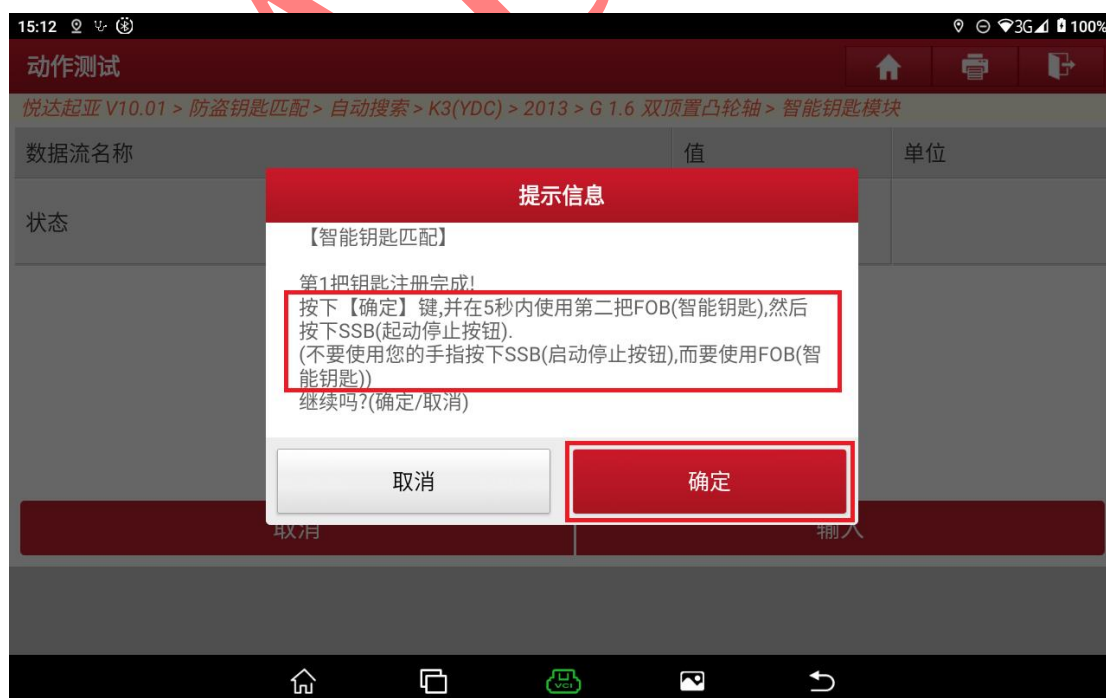 15:12 3G 100%
动作测试
悦达起亚 V10.01 > 防盗钥匙匹配 > 自动搜索 > K3(YDC) > 2013 > G 1.6 双顶置凸轮轴 > 智能钥匙模块
数据流名称 值 单位
提示信息
状态
【智能钥匙匹配】
第1把钥匙注册完成!
按下【确定】键,并在5秒内使用第二把FOB(智能钥匙),然后
按下SSB(起动停止按钮).
(不要使用您的手指按下SSB(启动停止按钮),而要使用FOB(智
能钥匙))
继续吗?(确定/取消)
取消 确定
取消 输入
VCI